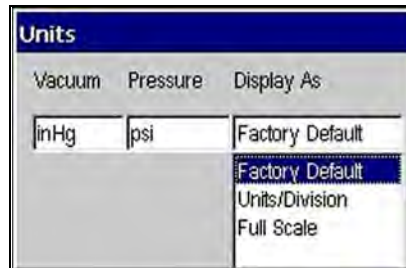 Units
Vacuum Pressure Display As
inHg psi Factory Default
Factory Default
Units/Division
Full Scale